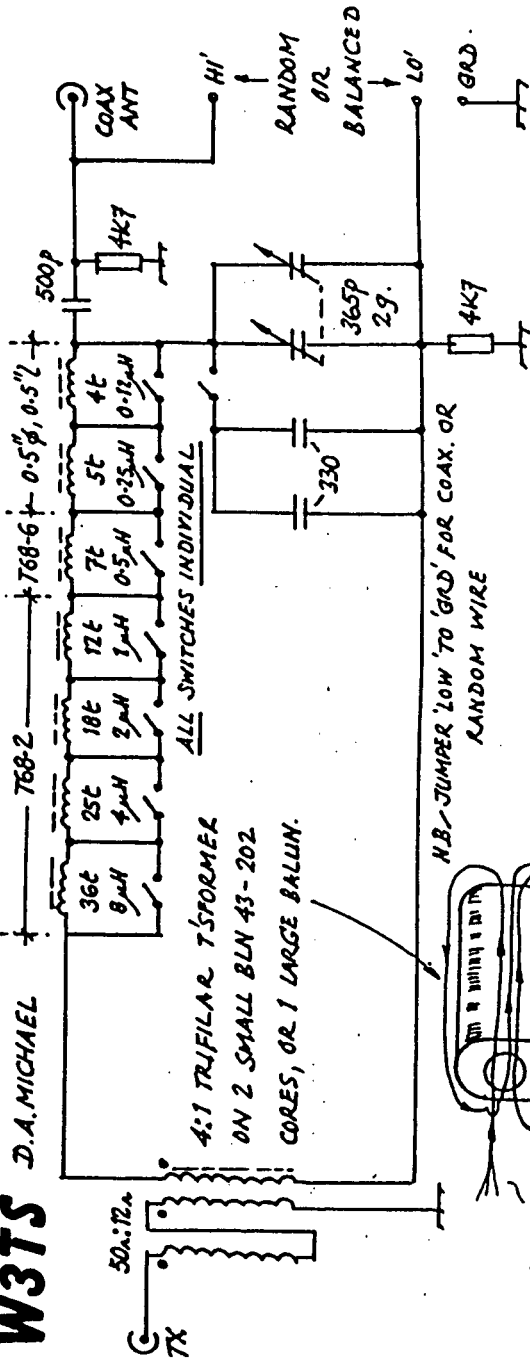 W3TS
D.A. MICHAEL
T68-2
T68-6
0.5"φ, 0.5"l
500p
4K7
COAX
ANT
36t
8μH
25t
4μH
18t
2μH
12t
1μH
7t
0.5μH
5t
0.25μH
4t
0.12μH
ALL SWITCHES INDIVIDUAL
'HI'
RANDOM
OR
BALANCED
'LO'
GRD.
365p
2g.
'330'
4K7
50Ω:12Ω
TX
4:1 TRIFILAR T'SFORMER
ON 2 SMALL BLN 43-202
CORES, OR 1 LARGE BALUN.
N.B. JUMPER 'LOW' TO 'GRD' FOR COAX. OR
RANDOM WIRE